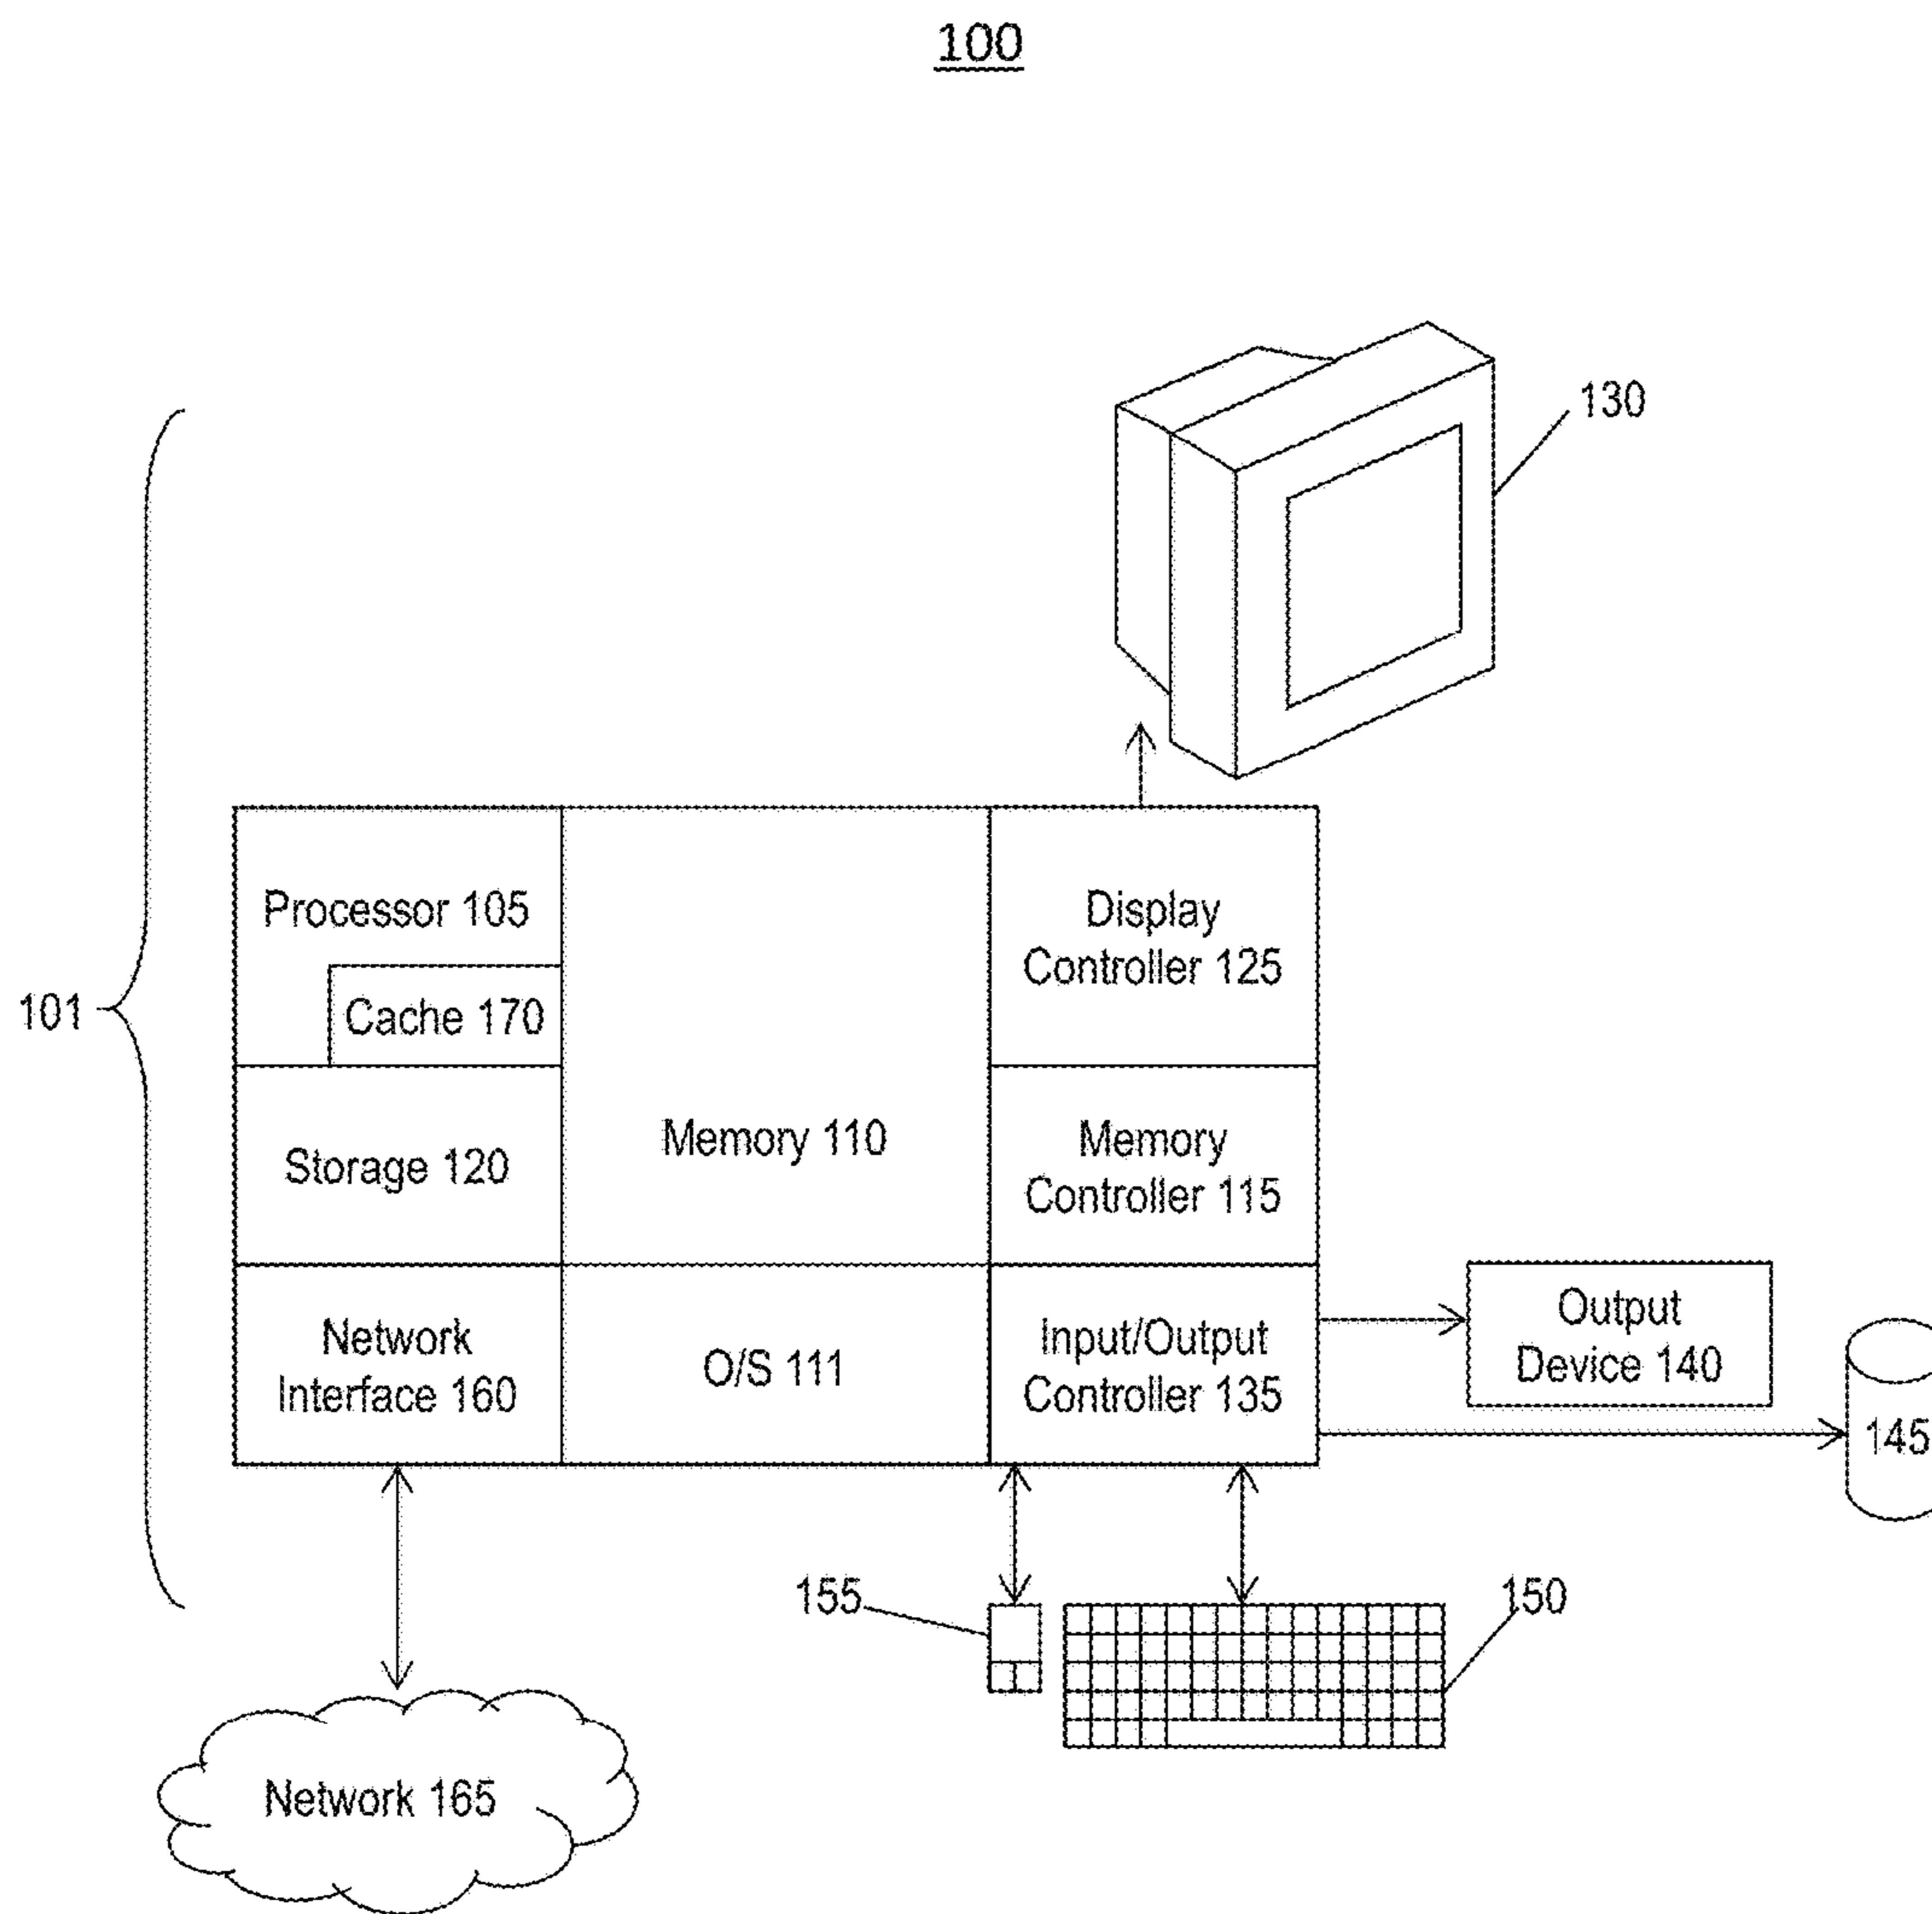 100
130
Processor 105
Display
Controller 125
101
Cache 170
Storage 120
Memory 110
Memory
Controller 115
Network
Interface 160
O/S 111
Input/Output
Controller 135
Output
Device 140
145
155
150
Network 165